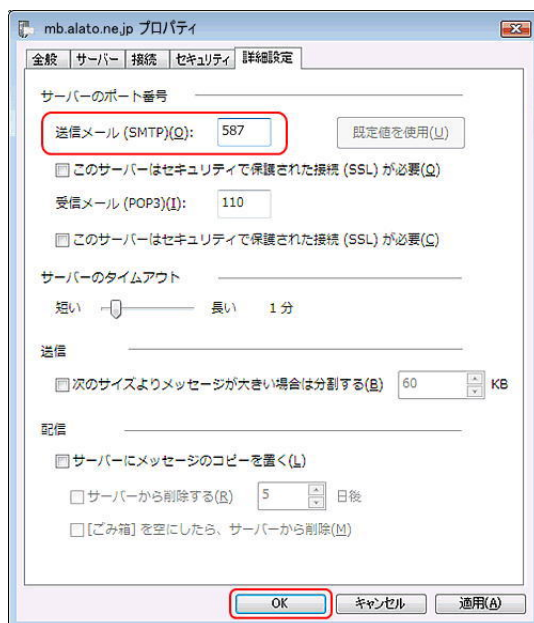 mb.alato.ne.jp プロパティ
全般 サーバー 接続 セキュリティ 詳細設定
サーバーのポート番号
送信メール (SMTP)(O): 587 既定値を使用(U)
このサーバーはセキュリティで保護された接続 (SSL) が必要(Q)
受信メール (POP3)(I): 110
このサーバーはセキュリティで保護された接続 (SSL) が必要(C)
サーバーのタイムアウト
短い 長い 1 分
送信
次のサイズよりメッセージが大きい場合は分割する(B) 60 KB
配信
サーバーにメッセージのコピーを置く(L)
サーバーから削除する(R) 5 日後
[ごみ箱] を空にしたら、サーバーから削除(M)
OK キャンセル 適用(A)